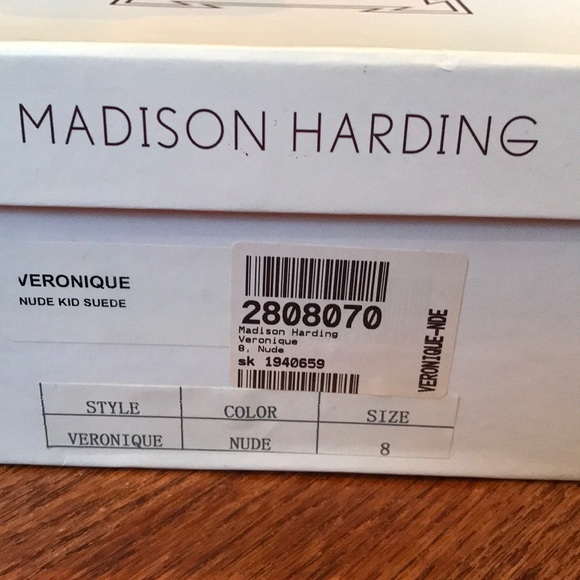 MADISON HARDING
VERONIQUE
NUDE KID SUEDE
2808070
Madison Harding
Veronique
8, Nude
sk 1940659
VERONIQUE-NDE
STYLE COLOR SIZE
VERONIQUE NUDE 8